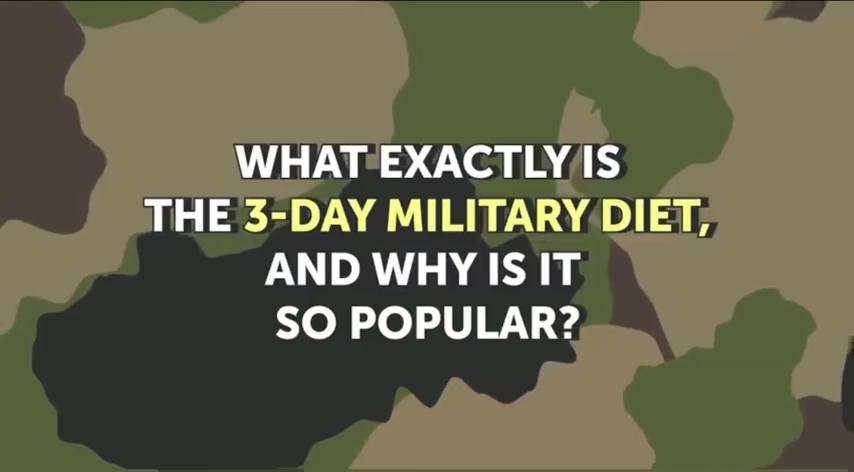 WHAT EXACTLY IS
THE 3-DAY MILITARY DIET,
AND WHY IS IT
SO POPULAR?